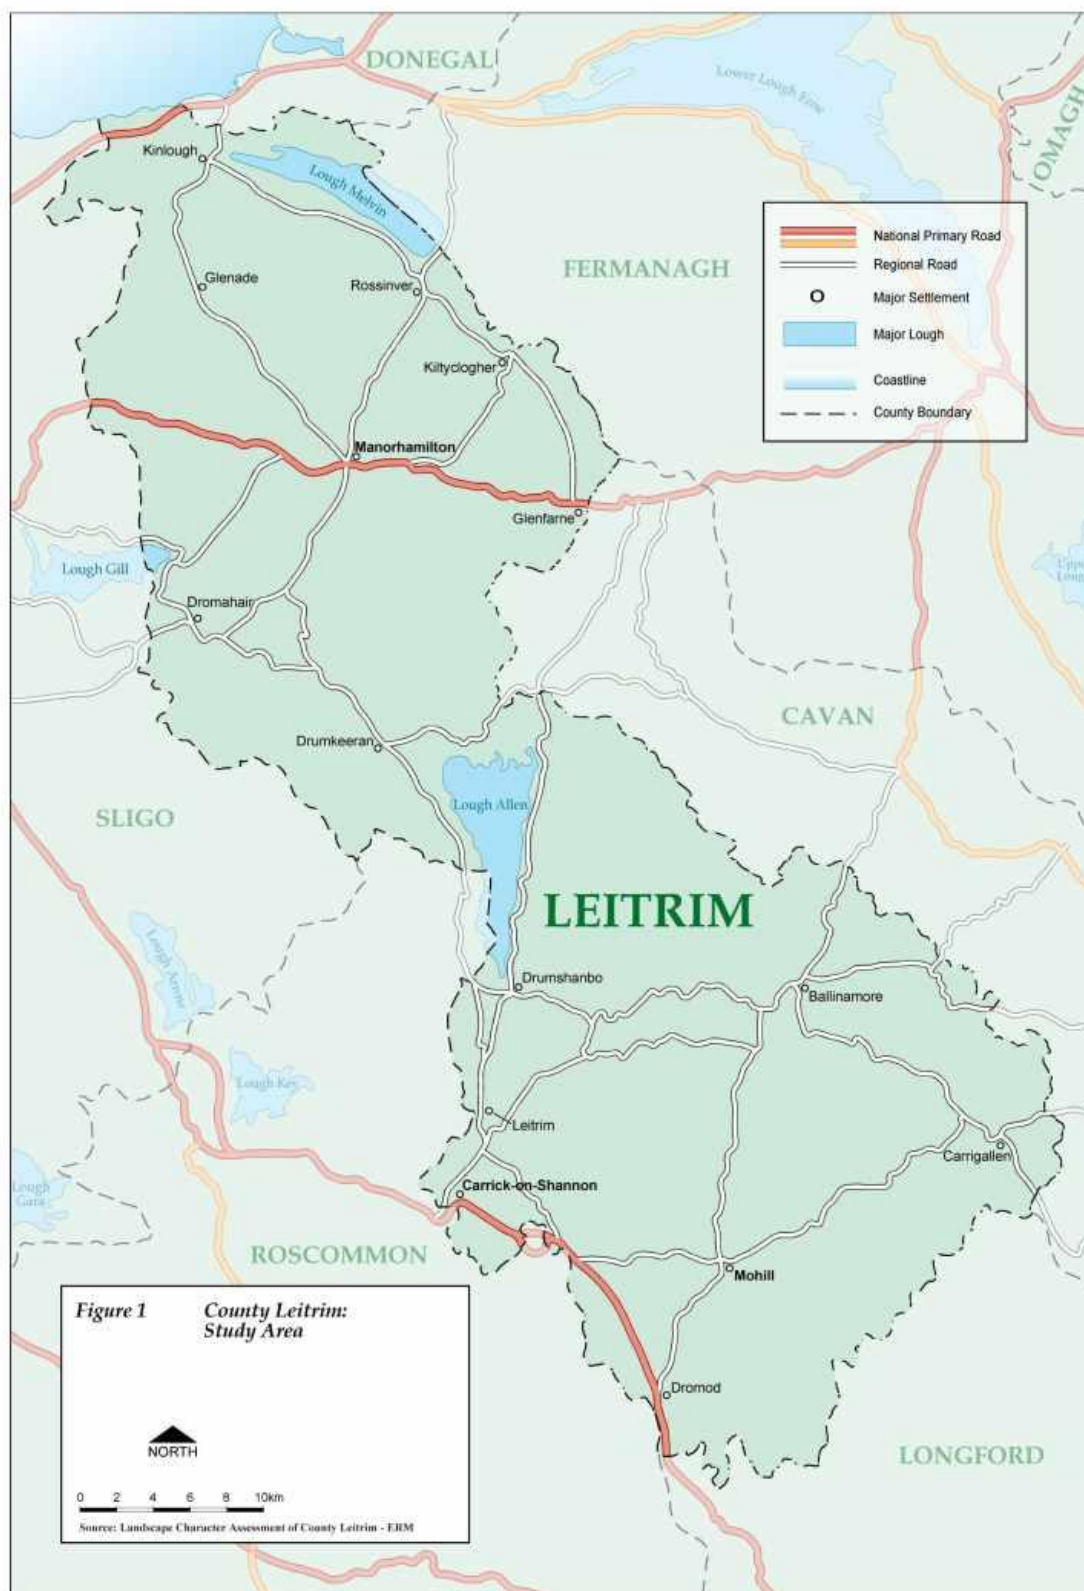 DONEGAL
Lower Lough Erne
OMAGH
Kinlough
Lough Melvin
National Primary Road
Regional Road
Major Settlement
Major Lough
Coastline
County Boundary
FERMANAGH
Glenade
Rossinver
Kiltyclogher
Manorhamilton
Glenfarne
Lough Gill
Dromahair
CAVAN
Drumkeeran
Lough Allen
SLIGO
LEITRIM
Lough Arrow
Drumshanbo
Ballinamore
Lough Key
Leitrim
Carrigallen
Lough
Gara
Carrick-on-Shannon
ROSCOMMON
Mohill
Figure 1
County Leitrim:
Study Area
Dromod
NORTH
LONGFORD
0 2 4 6 8 10km
Source: Landscape Character Assessment of County Leitrim - ERM